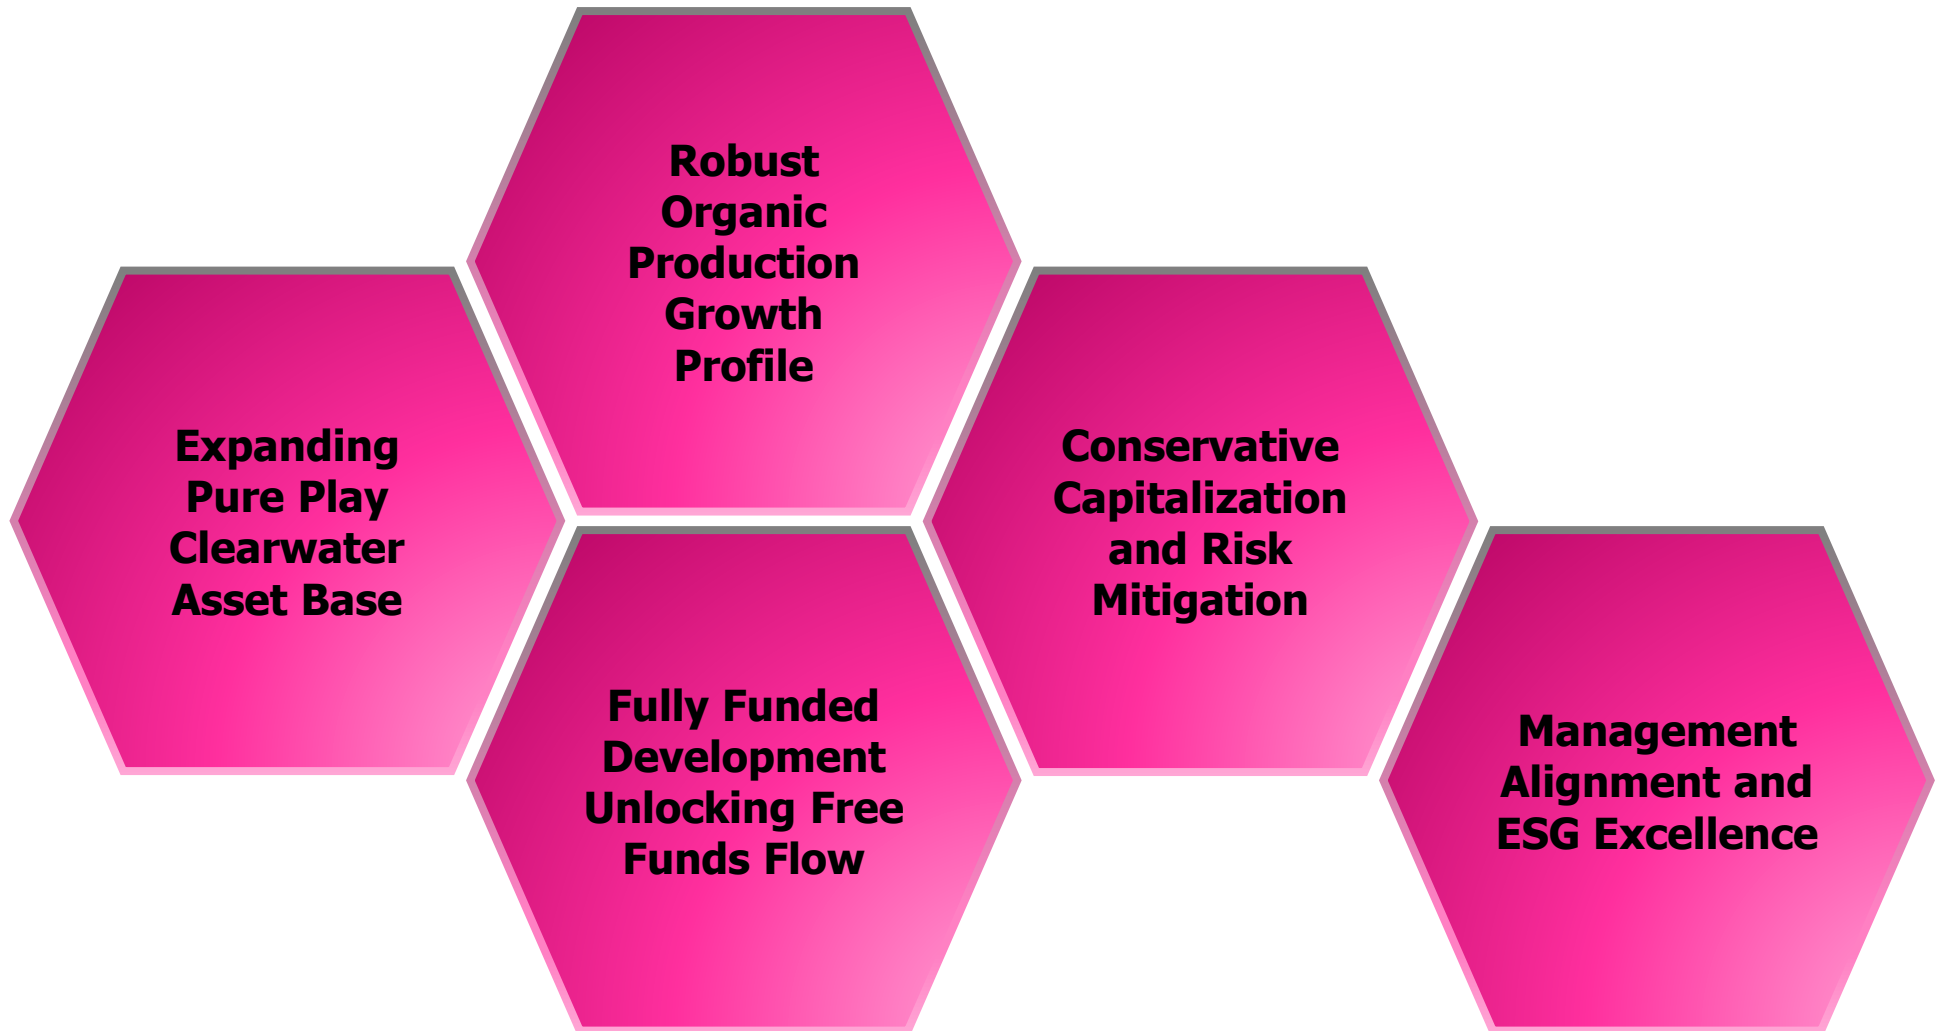 Robust
Organic
Production
Growth
Profile
Expanding
Pure Play
Clearwater
Asset Base
Conservative
Capitalization
and Risk
Mitigation
Fully Funded
Development
Unlocking Free
Funds Flow
Management
Alignment and
ESG Excellence